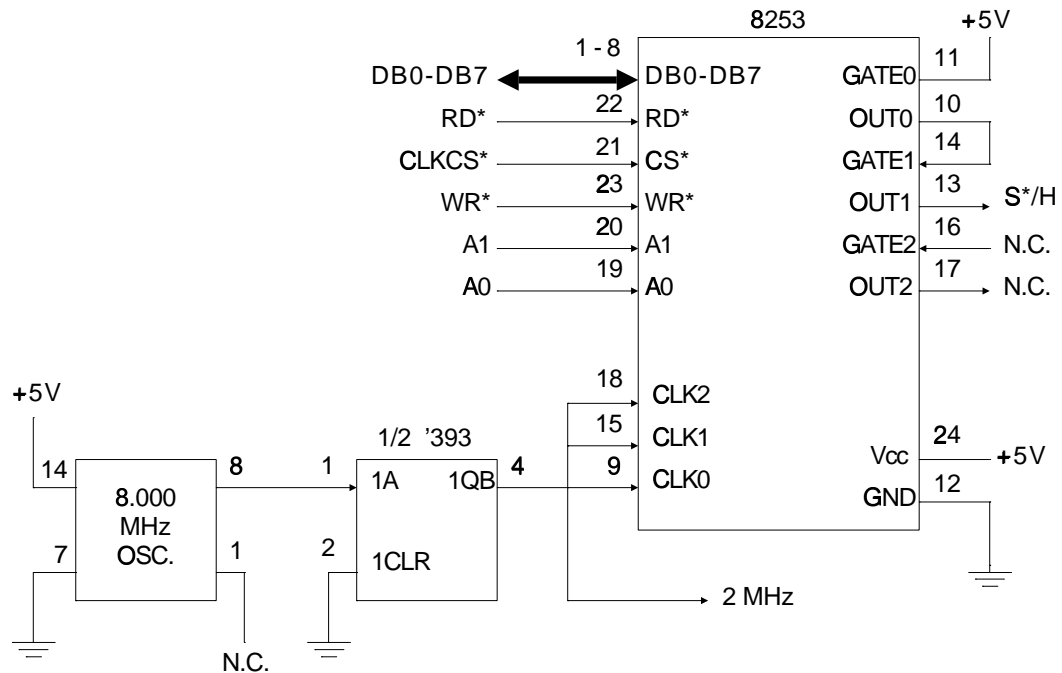 8253
+5V
1 - 8
11
DB0-DB7
DB0-DB7
GATE0
22
10
RD*
RD*
OUT0
21
14
CLKCS*
CS*
GATE1
23
13
WR*
WR*
OUT1
S*/H
20
16
A1
A1
GATE2
N.C.
19
17
A0
A0
OUT2
N.C.
18
CLK2
+5V
15
CLK1
1/2 '393
24
Vcc
+5V
14
8
1
1A
1QB
4
9
CLK0
12
GND
8.000
MHz
OSC.
7
1
2
1CLR
2 MHz
N.C.